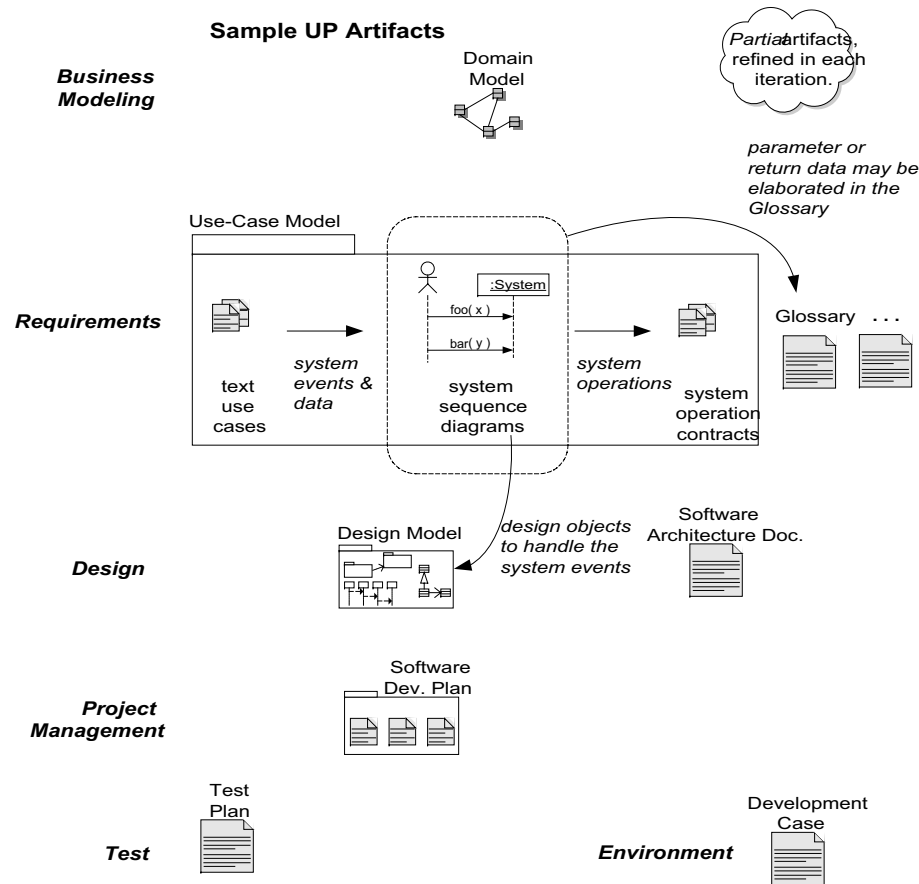 Sample UP Artifacts
Partial artifacts,
refined in each
iteration.
Business
Modeling
Domain
Model
parameter or
return data may be
elaborated in the
Glossary
Use-Case Model
Requirements
:System
foo( x )
bar( y )
text
use
cases
system
events &
data
system
sequence
diagrams
system
operations
system
operation
contracts
Glossary
. . .
Design
Design Model
design objects
to handle the
system events
Software
Architecture Doc.
Project
Management
Software
Dev. Plan
Test
Test
Plan
Environment
Development
Case